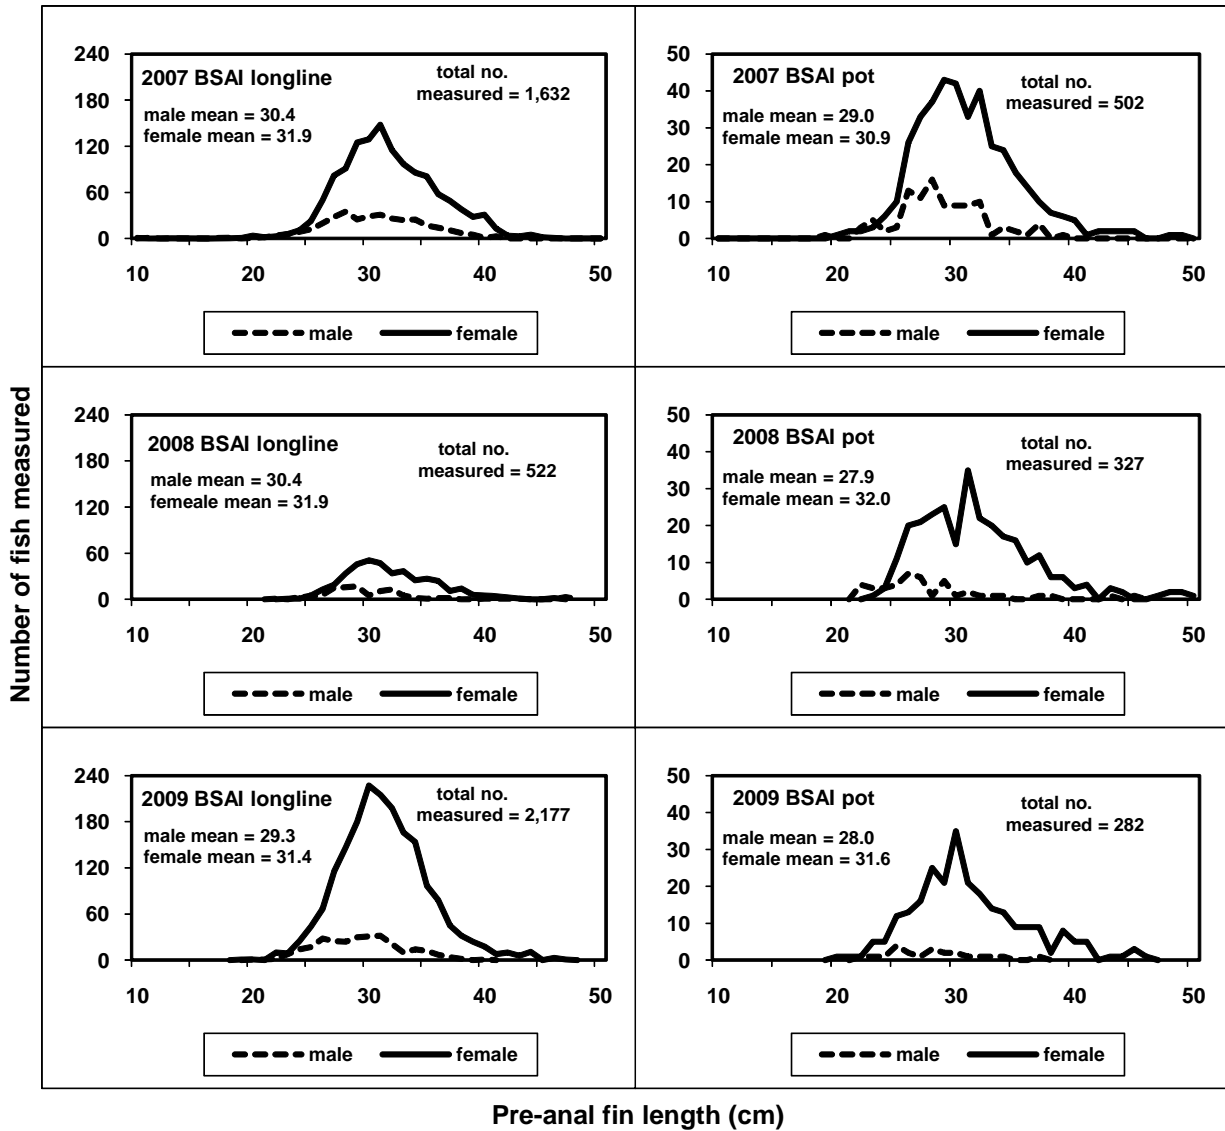 Number of fish measured
240
180
120
60
0
2007 BSAI longline
male mean = 30.4
female mean = 31.9
total no.
measured = 1,632
10 20 30 40 50
male female
50
40
30
20
10
0
2007 BSAI pot
male mean = 29.0
female mean = 30.9
total no.
measured = 502
10 20 30 40 50
male female
240
180
120
60
0
2008 BSAI longline
male mean = 30.4
femeale mean = 31.9
total no.
measured = 522
10 20 30 40 50
male female
50
40
30
20
10
0
2008 BSAI pot
male mean = 27.9
female mean = 32.0
total no.
measured = 327
10 20 30 40 50
male female
240
180
120
60
0
2009 BSAI longline
male mean = 29.3
female mean = 31.4
total no.
measured = 2,177
10 20 30 40 50
male female
50
40
30
20
10
0
2009 BSAI pot
male mean = 28.0
female mean = 31.6
total no.
measured = 282
10 20 30 40 50
male female
Pre-anal fin length (cm)